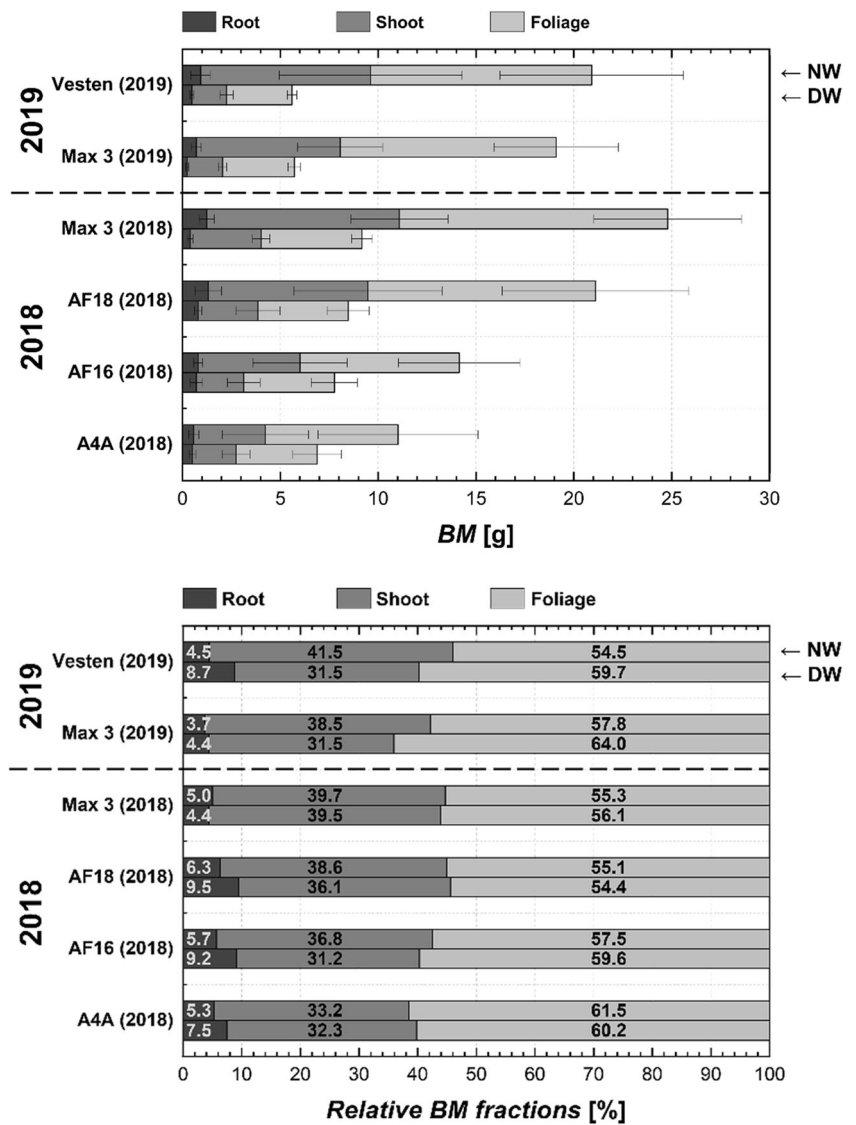 Root Shoot Foliage
2019
Vesten (2019)
← NW
← DW
Max 3 (2019)
2018
Max 3 (2018)
AF18 (2018)
AF16 (2018)
A4A (2018)
0 5 10 15 20 25 30
BM [g]
Root Shoot Foliage
2019
Vesten (2019)
4.5 41.5 54.5 ← NW
8.7 31.5 59.7 ← DW
Max 3 (2019)
3.7 38.5 57.8
4.4 31.5 64.0
2018
Max 3 (2018)
5.0 39.7 55.3
4.4 39.5 56.1
AF18 (2018)
6.3 38.6 55.1
9.5 36.1 54.4
AF16 (2018)
5.7 36.8 57.5
9.2 31.2 59.6
A4A (2018)
5.3 33.2 61.5
7.5 32.3 60.2
0 10 20 30 40 50 60 70 80 90 100
Relative BM fractions [%]